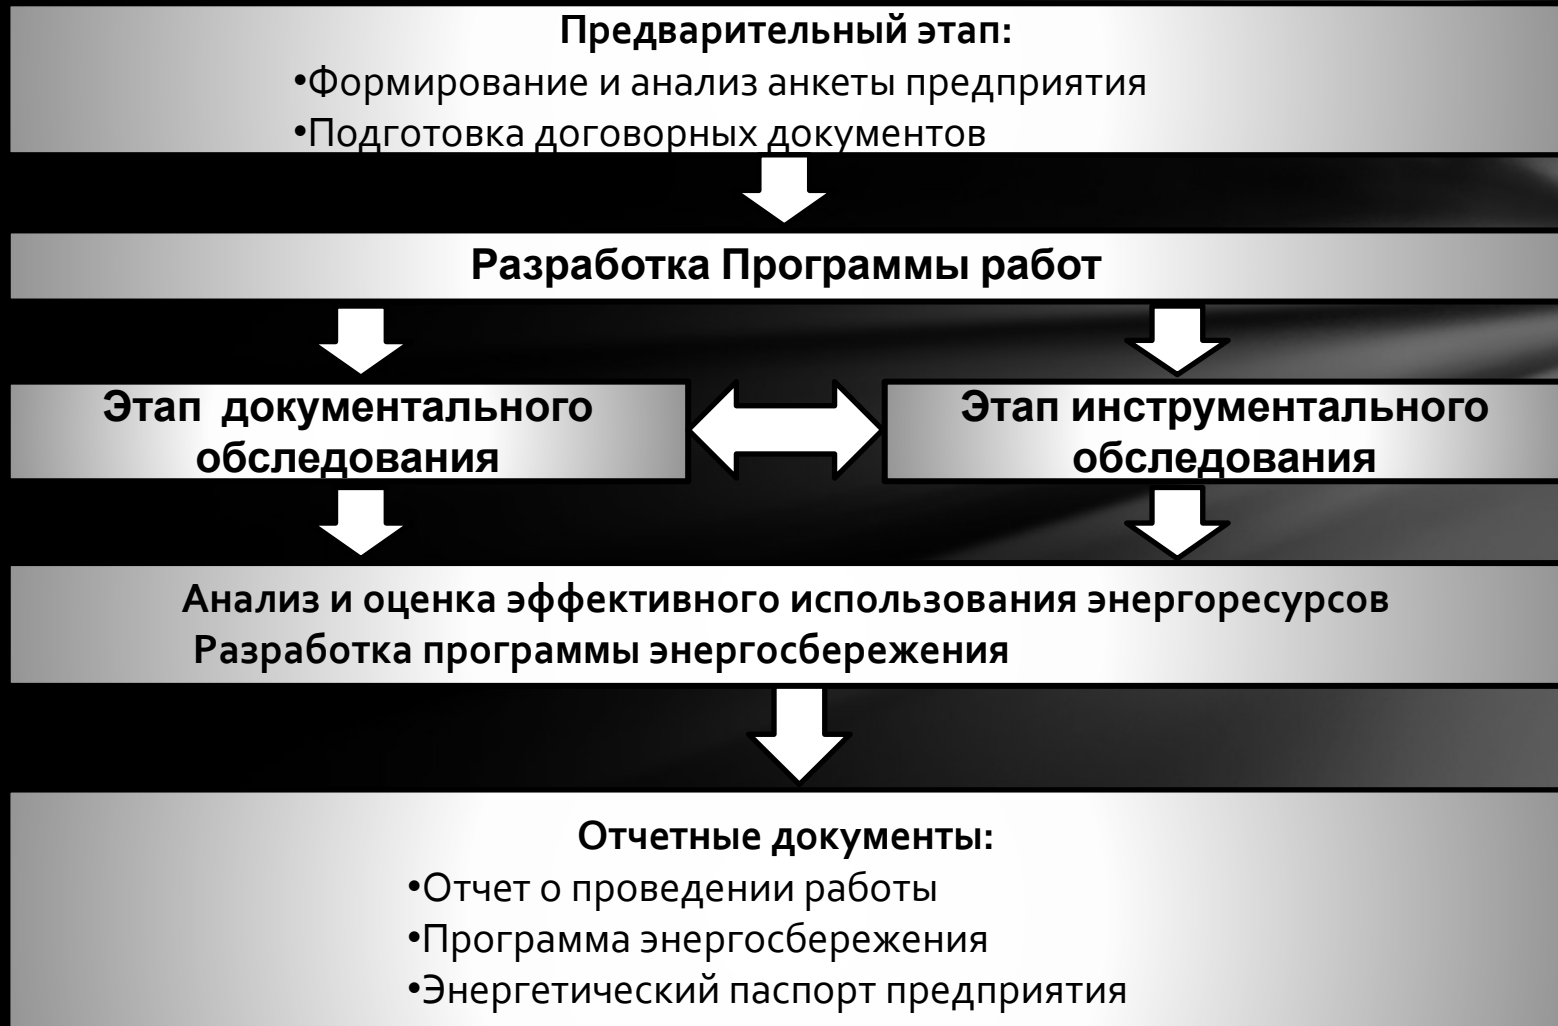 Предварительный этап:
•Формирование и анализ анкеты предприятия
•Подготовка договорных документов
Разработка Программы работ
Этап документального
обследования
Этап инструментального
обследования
Анализ и оценка эффективного использования энергоресурсов
Разработка программы энергосбережения
Отчетные документы:
•Отчет о проведении работы
•Программа энергосбережения
•Энергетический паспорт предприятия